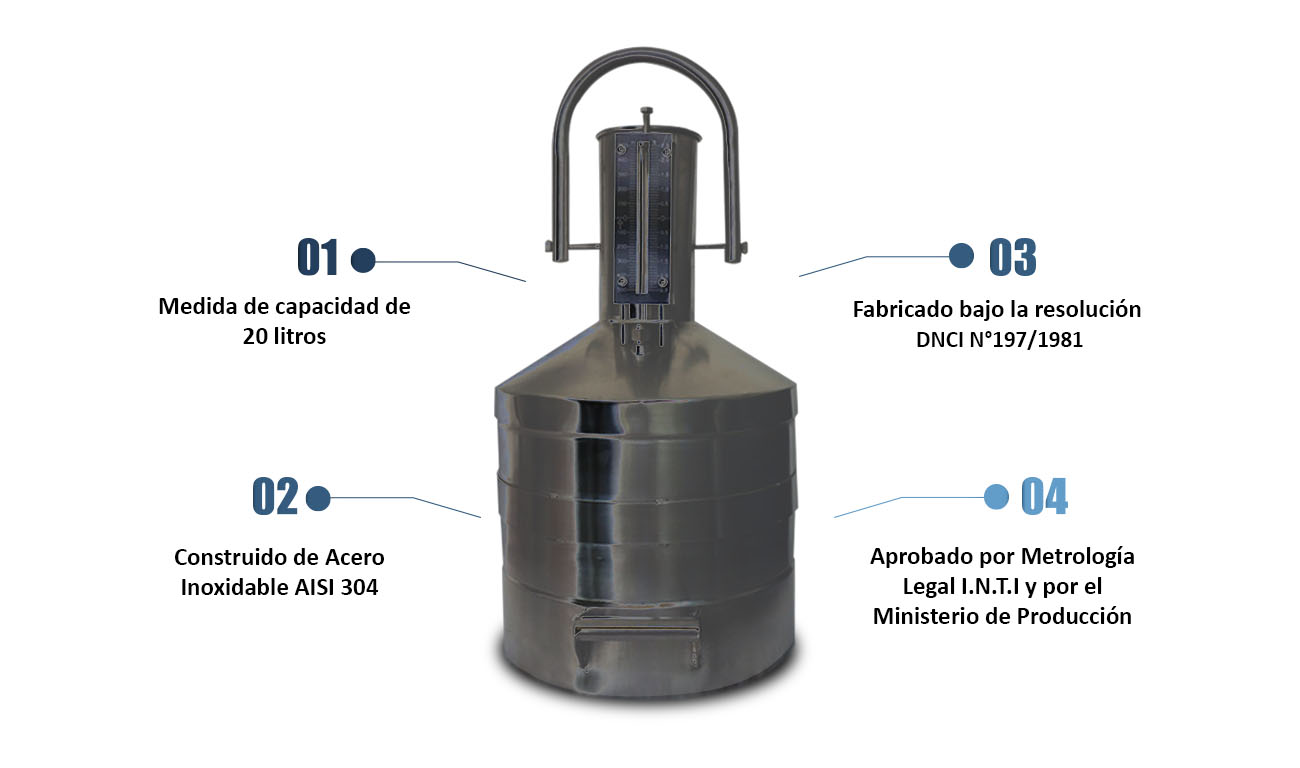 01
Medida de capacidad de
20 litros
02
Construido de Acero
Inoxidable AISI 304
03
Fabricado bajo la resolución
DNCI N°197/1981
04
Aprobado por Metrología
Legal I.N.T.I y por el
Ministerio de Producción